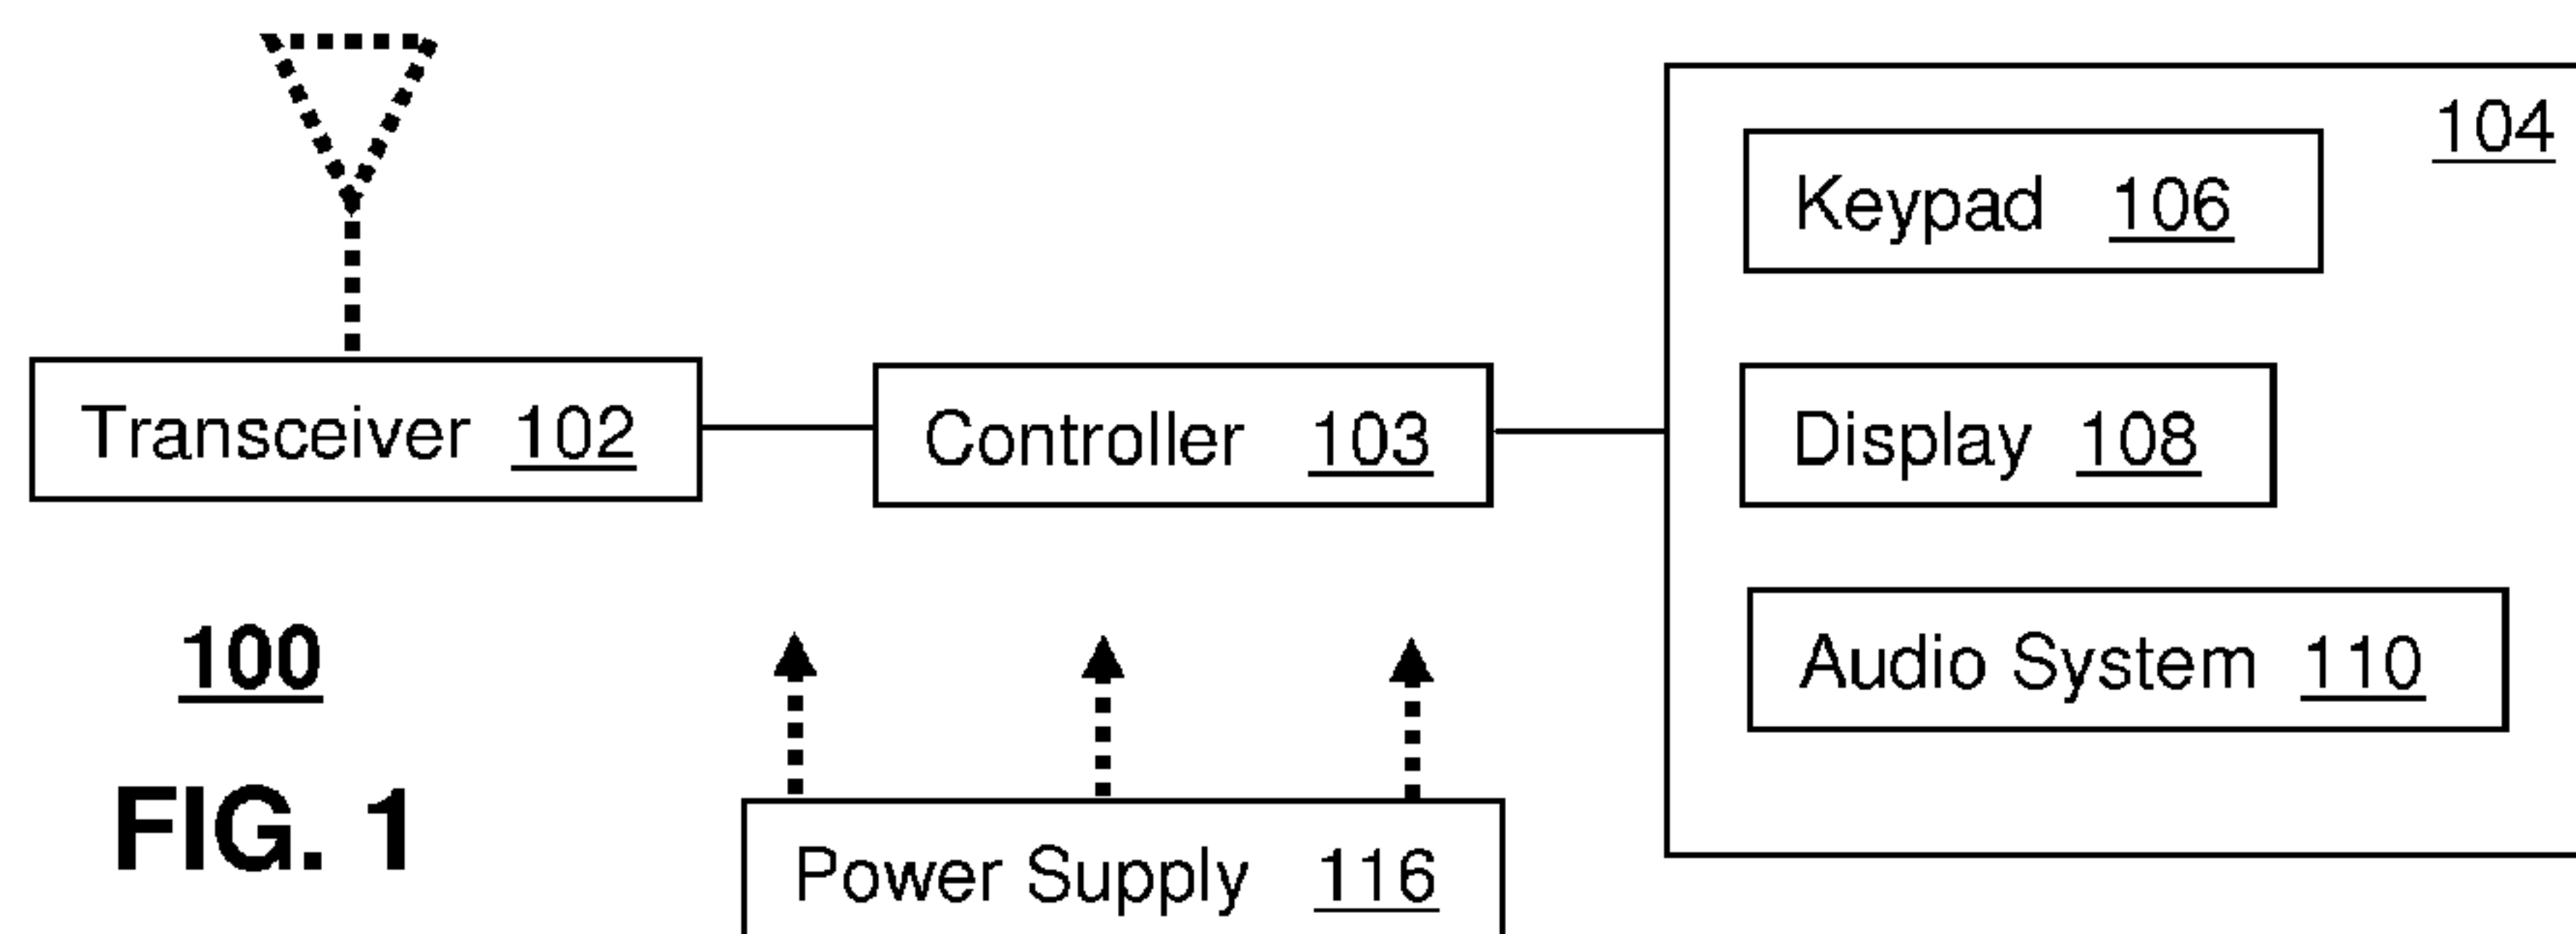 104
Keypad 106
Transceiver 102
Controller 103
Display 108
Audio System 110
100
FIG. 1
Power Supply 116